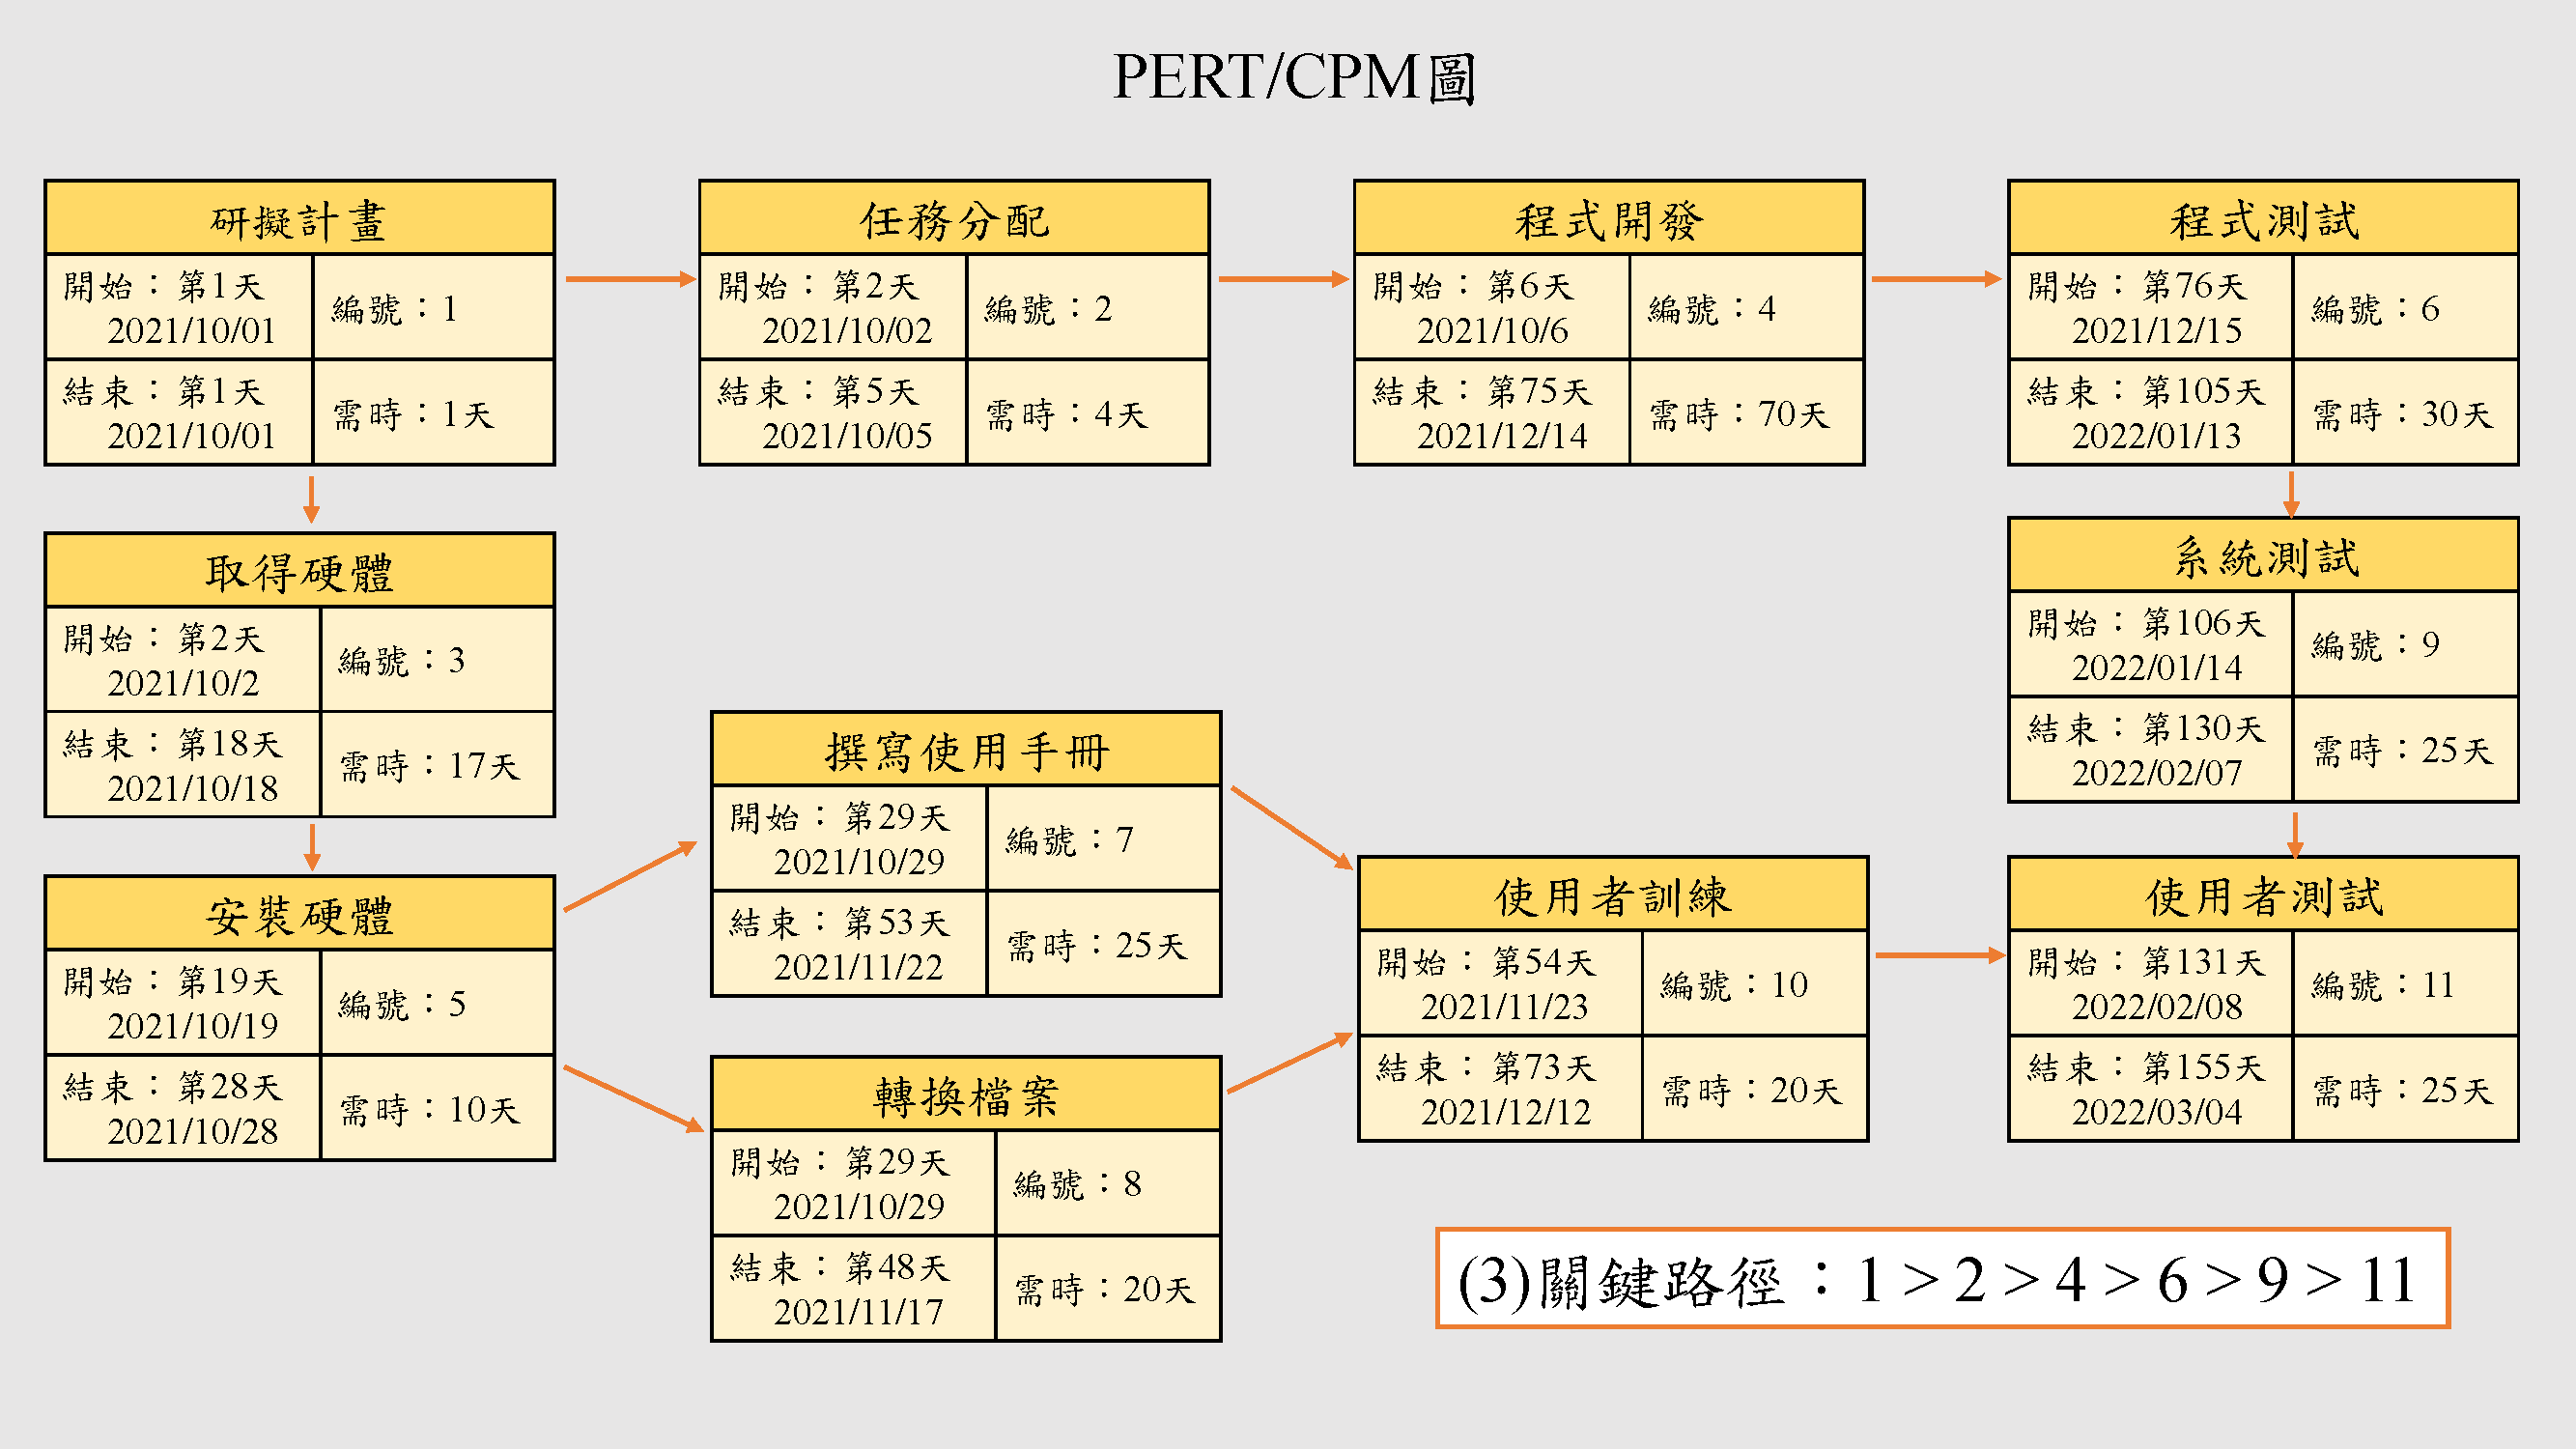 PERT/CPM圖
研擬計畫
開始：第1天
2021/10/01
編號：1
結束：第1天
2021/10/01
需時：1天
任務分配
開始：第2天
2021/10/02
編號：2
結束：第5天
2021/10/05
需時：4天
程式開發
開始：第6天
2021/10/6
編號：4
結束：第75天
2021/12/14
需時：70天
程式測試
開始：第76天
2021/12/15
編號：6
結束：第105天
2022/01/13
需時：30天
取得硬體
開始：第2天
2021/10/2
編號：3
結束：第18天
2021/10/18
需時：17天
系統測試
開始：第106天
2022/01/14
編號：9
結束：第130天
2022/02/07
需時：25天
安裝硬體
開始：第19天
2021/10/19
編號：5
結束：第28天
2021/10/28
需時：10天
撰寫使用手冊
開始：第29天
2021/10/29
編號：7
結束：第53天
2021/11/22
需時：25天
轉換檔案
開始：第29天
2021/10/29
編號：8
結束：第48天
2021/11/17
需時：20天
使用者訓練
開始：第54天
2021/11/23
編號：10
結束：第73天
2021/12/12
需時：20天
使用者測試
開始：第131天
2022/02/08
編號：11
結束：第155天
2022/03/04
需時：25天
(3)關鍵路徑：1 > 2 > 4 > 6 > 9 > 11